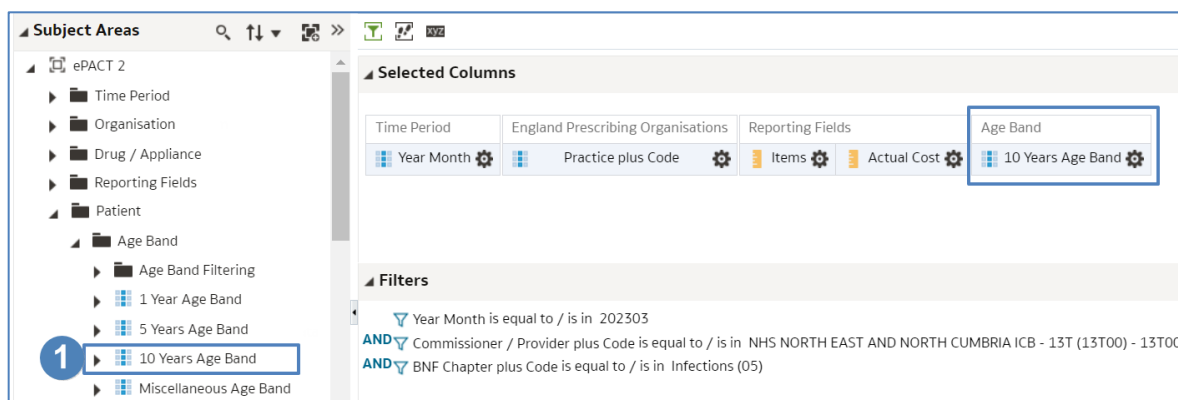 Subject Areas
ePACT 2
Time Period
Organisation
Drug / Appliance
Reporting Fields
Patient
Age Band
Age Band Filtering
1 Year Age Band
5 Years Age Band
1
10 Years Age Band
Miscellaneous Age Band
xyz
Selected Columns
Time Period England Prescribing Organisations Reporting Fields Age Band
Year Month Practice plus Code Items Actual Cost 10 Years Age Band
Filters
Year Month is equal to / is in 202303
AND Commissioner / Provider plus Code is equal to / is in NHS NORTH EAST AND NORTH CUMBRIA ICB - 13T (13T00) - 13T00
AND BNF Chapter plus Code is equal to / is in Infections (05)